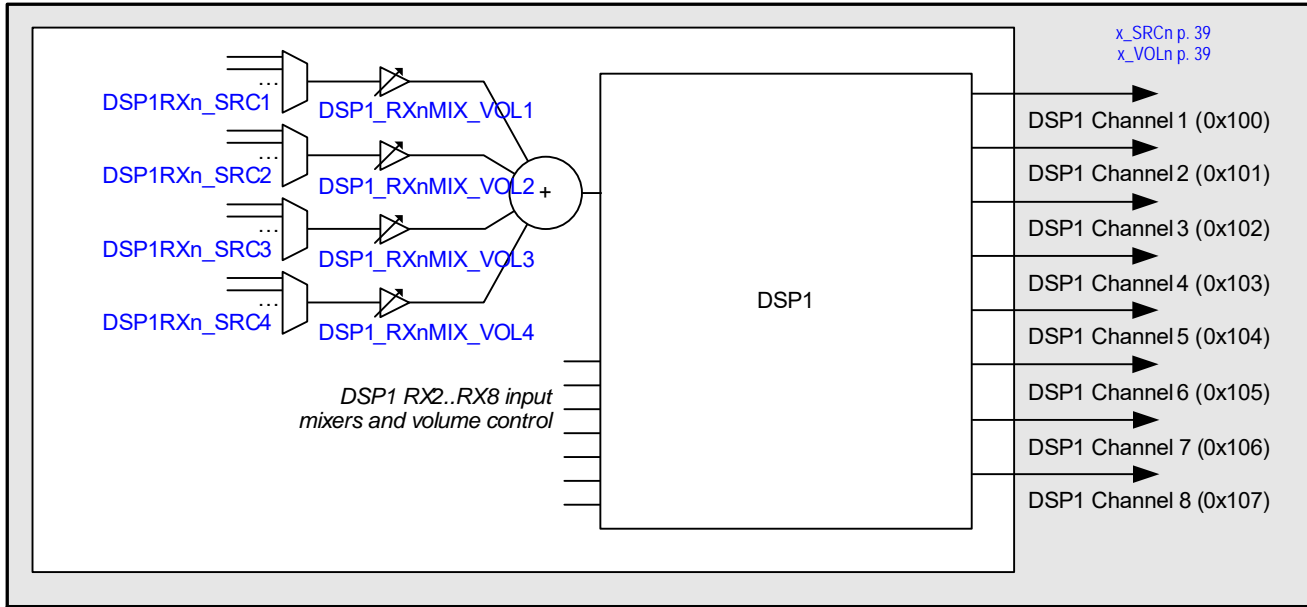 x_SRCn p. 39
x_VOLn p. 39
...
DSP1RXn_SRC1
DSP1_RXnMIX_VOL1
...
DSP1RXn_SRC2
DSP1_RXnMIX_VOL2
...
DSP1RXn_SRC3
DSP1_RXnMIX_VOL3
...
DSP1RXn_SRC4
DSP1_RXnMIX_VOL4
+
DSP1 RX2..RX8 input
mixers and volume control
DSP1
DSP1 Channel 1 (0x100)
DSP1 Channel 2 (0x101)
DSP1 Channel 3 (0x102)
DSP1 Channel 4 (0x103)
DSP1 Channel 5 (0x104)
DSP1 Channel 6 (0x105)
DSP1 Channel 7 (0x106)
DSP1 Channel 8 (0x107)